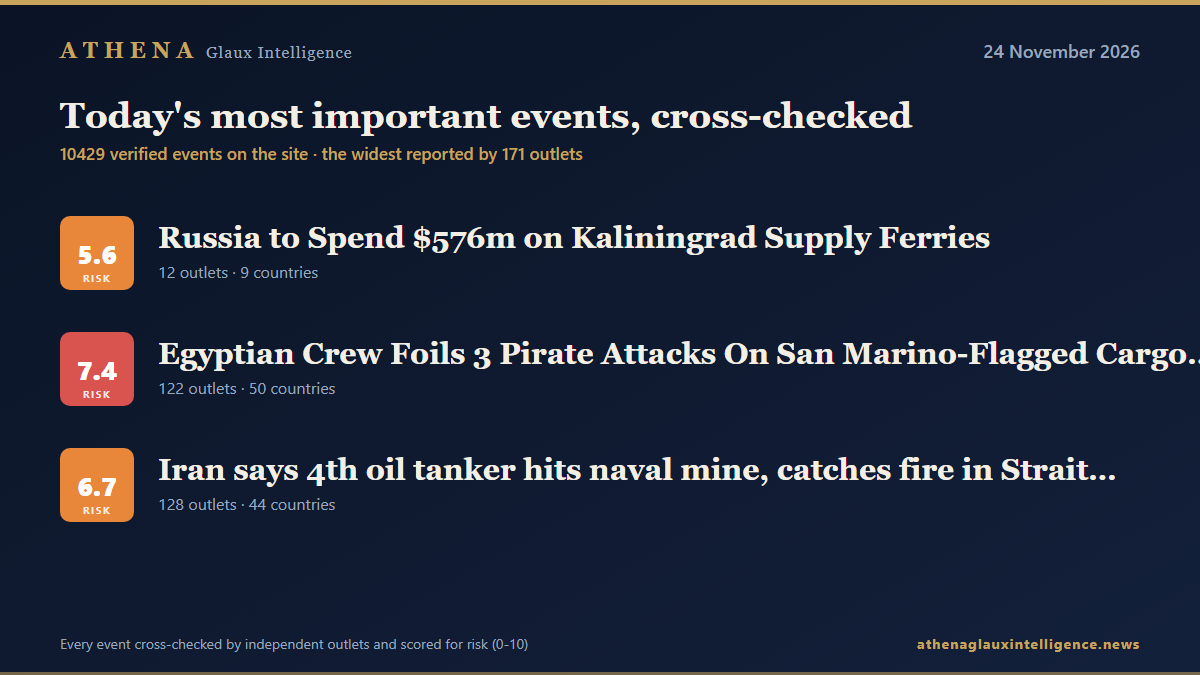 ATHENA Glaux Intelligence
24 November 2026
Today's most important events, cross-checked
10429 verified events on the site · the widest reported by 171 outlets
5.6
RISK
Russia to Spend $576m on Kaliningrad Supply Ferries
12 outlets · 9 countries
7.4
RISK
Egyptian Crew Foils 3 Pirate Attacks On San Marino-Flagged Cargo...
122 outlets · 50 countries
6.7
RISK
Iran says 4th oil tanker hits naval mine, catches fire in Strait...
128 outlets · 44 countries
Every event cross-checked by independent outlets and scored for risk (0-10)
athenaglauxintelligence.news